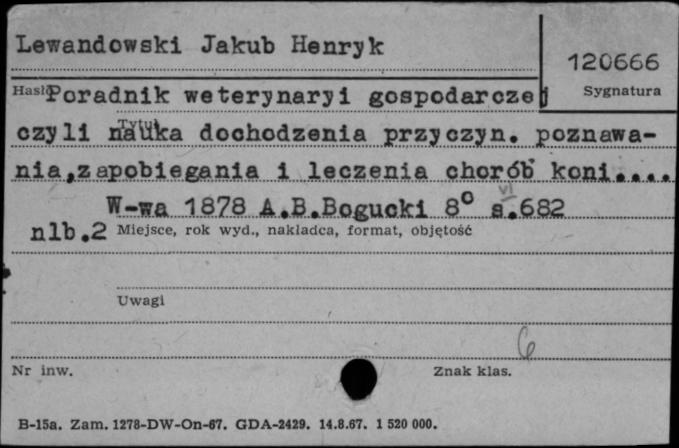 Lewandowski Jakub Henryk
120666
Hasło Poradnik weterynaryi gospodarczej
Sygnatura
Tytuł
czyli nauka dochodzenia przyczyn. poznawa-
nia,zapobiegania i leczenia chorób koni....
VI
W-wa 1878 A.B.Bogucki 8° s.682
nlb.2 Miejsce, rok wyd., nakładca, format, objętość
Uwagi
6
Nr inw. Znak klas.
B-15a. Zam. 1278-DW-On-67. GDA-2429. 14.8.67. 1 520 000.